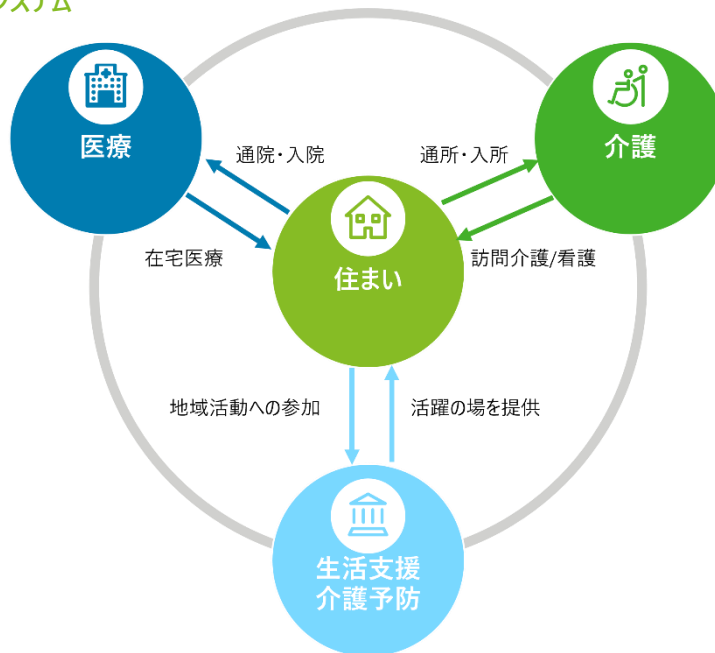 ステム
医療
介護
通院・入院
通所・入所
在宅医療
住まい
訪問介護/看護
地域活動への参加
活躍の場を提供
生活支援
介護予防